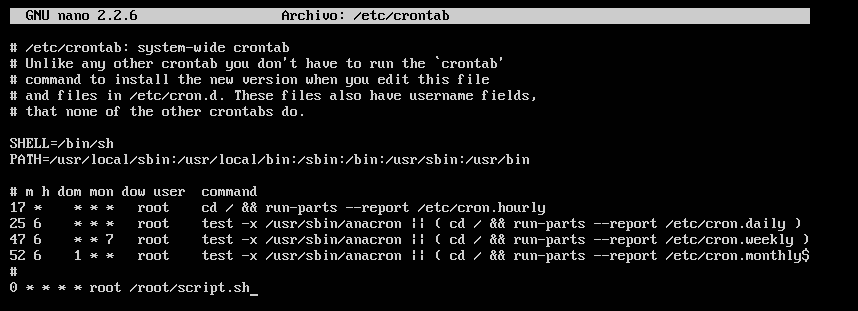 GNU nano 2.2.6 Archivo: /etc/crontab
# /etc/crontab: system-wide crontab
# Unlike any other crontab you don't have to run the `crontab'
# command to install the new version when you edit this file
# and files in /etc/cron.d. These files also have username fields,
# that none of the other crontabs do.
SHELL=/bin/sh
PATH=/usr/local/sbin:/usr/local/bin:/sbin:/bin:/usr/sbin:/usr/bin
# m h dom mon dow user  command
17 *    * * *   root    cd / && run-parts --report /etc/cron.hourly
25 6    * * *   root    test -x /usr/sbin/anacron || ( cd / && run-parts --report /etc/cron.daily )
47 6    * * 7   root    test -x /usr/sbin/anacron || ( cd / && run-parts --report /etc/cron.weekly )
52 6    1 * *   root    test -x /usr/sbin/anacron || ( cd / && run-parts --report /etc/cron.monthly$
#
0 * * * * root /root/script.sh_